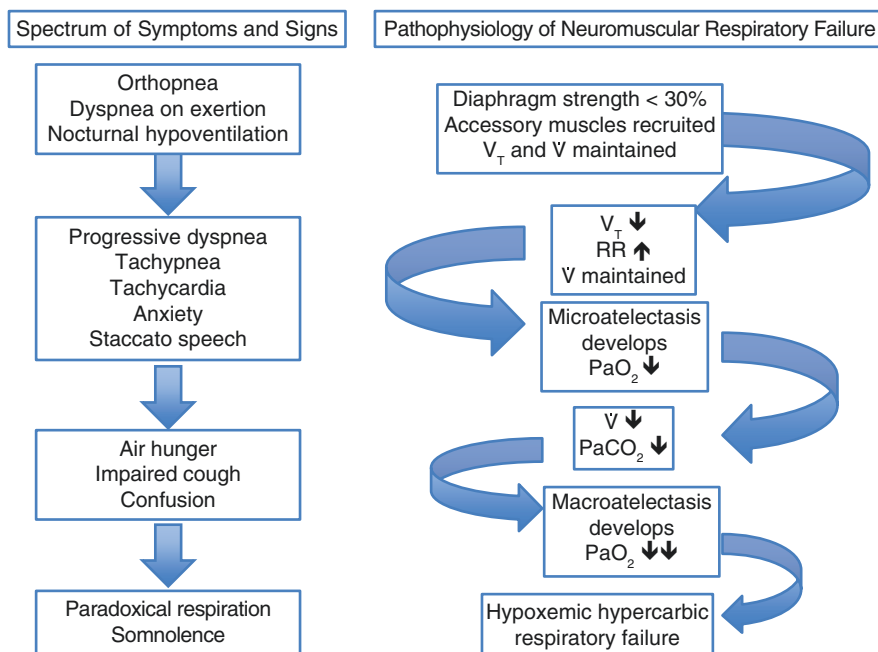 Spectrum of Symptoms and Signs
Orthopnea
Dyspnea on exertion
Nocturnal hypoventilation
Progressive dyspnea
Tachypnea
Tachycardia
Anxiety
Staccato speech
Air hunger
Impaired cough
Confusion
Paradoxical respiration
Somnolence
Pathophysiology of Neuromuscular Respiratory Failure
Diaphragm strength < 30%
Accessory muscles recruited
V_T and V̇ maintained
V_T ↓
RR ↑
V̇ maintained
Microatelectasis
develops
PaO₂ ↓
V̇ ↓
PaCO₂ ↓
Macroatelectasis
develops
PaO₂ ↓↓
Hypoxemic hypercarbic
respiratory failure